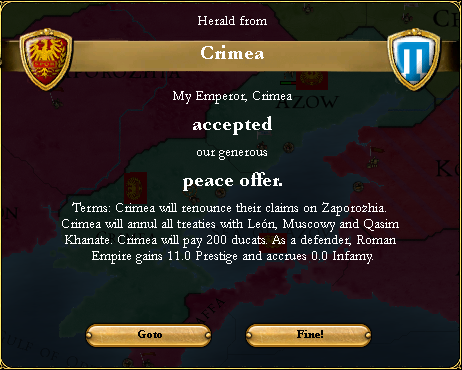 Herald from
Crimea
My Emperor, Crimea
accepted
our generous
peace offer.
Terms: Crimea will renounce their claims on Zaporozhia.
Crimea will annul all treaties with León, Muscowy and Qasim
Khanate. Crimea will pay 200 ducats. As a defender, Roman
Empire gains 11.0 Prestige and accrues 0.0 Infamy.
Goto
Fine!
AZOW